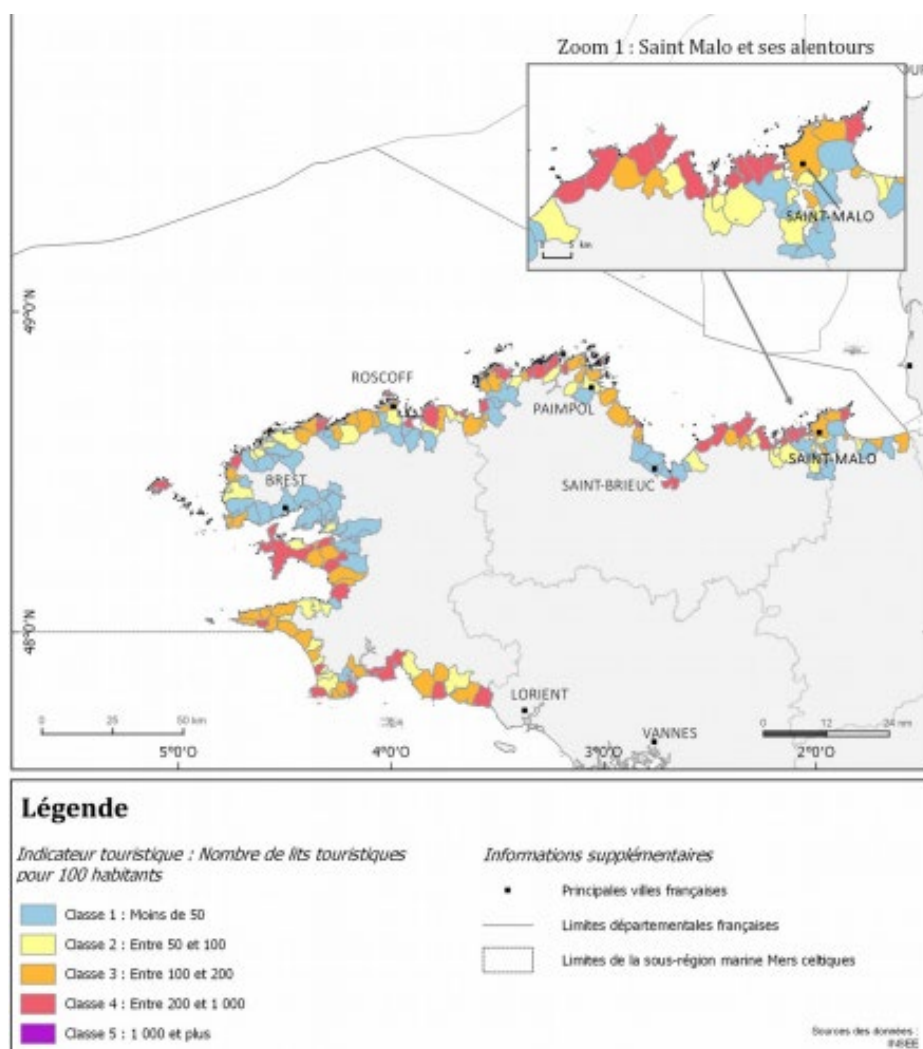 Zoom 1 : Saint Malo et ses alentours
SAINT-MALO
0 5 km
49°0'N
ROSCOFF
PAIMPOL
BREST
SAINT-BRIEUC
SAINT-MALO
48°0'N
LORIENT
VANNES
0 25 50 km
0 12 24 nm
5°0'O 4°0'O 3°0'O 2°0'O
Légende
Indicateur touristique : Nombre de lits touristiques
pour 100 habitants
Classe 1 : Moins de 50
Classe 2 : Entre 50 et 100
Classe 3 : Entre 100 et 200
Classe 4 : Entre 200 et 1 000
Classe 5 : 1 000 et plus
Informations supplémentaires
Principales villes françaises
Limites départementales françaises
Limites de la sous-région marine Mers celtiques
Sources des données :
INSEE